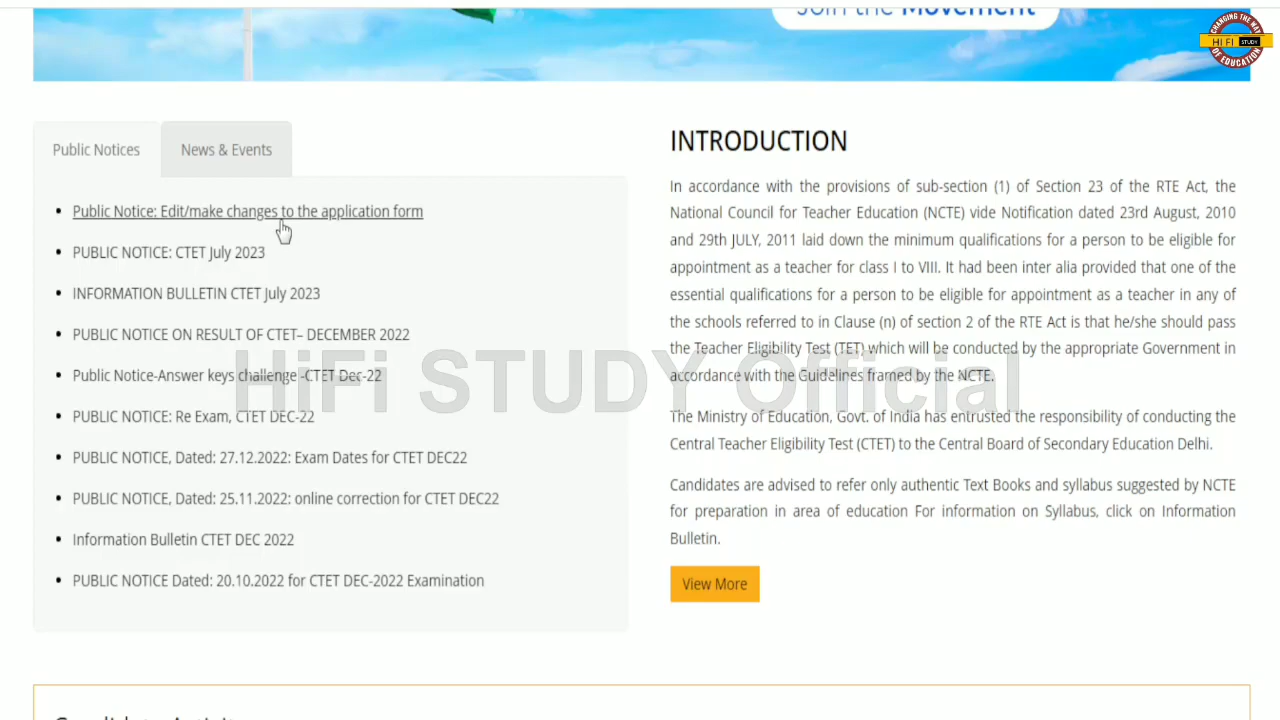 Join the Movement
CHANGING THE WAY
HI FI STUDY
OF EDUCATION
Public Notices
News & Events
Public Notice: Edit/make changes to the application form
PUBLIC NOTICE: CTET July 2023
INFORMATION BULLETIN CTET July 2023
PUBLIC NOTICE ON RESULT OF CTET– DECEMBER 2022
Public Notice-Answer keys challenge -CTET Dec-22
PUBLIC NOTICE: Re Exam, CTET DEC-22
PUBLIC NOTICE, Dated: 27.12.2022: Exam Dates for CTET DEC22
PUBLIC NOTICE, Dated: 25.11.2022: online correction for CTET DEC22
Information Bulletin CTET DEC 2022
PUBLIC NOTICE Dated: 20.10.2022 for CTET DEC-2022 Examination
INTRODUCTION
In accordance with the provisions of sub-section (1) of Section 23 of the RTE Act, the
National Council for Teacher Education (NCTE) vide Notification dated 23rd August, 2010
and 29th JULY, 2011 laid down the minimum qualifications for a person to be eligible for
appointment as a teacher for class I to VIII. It had been inter alia provided that one of the
essential qualifications for a person to be eligible for appointment as a teacher in any of
the schools referred to in Clause (n) of section 2 of the RTE Act is that he/she should pass
the Teacher Eligibility Test (TET) which will be conducted by the appropriate Government in
accordance with the Guidelines framed by the NCTE.
The Ministry of Education, Govt. of India has entrusted the responsibility of conducting the
Central Teacher Eligibility Test (CTET) to the Central Board of Secondary Education Delhi.
Candidates are advised to refer only authentic Text Books and syllabus suggested by NCTE
for preparation in area of education For information on Syllabus, click on Information
Bulletin.
View More
HiFi STUDY Official